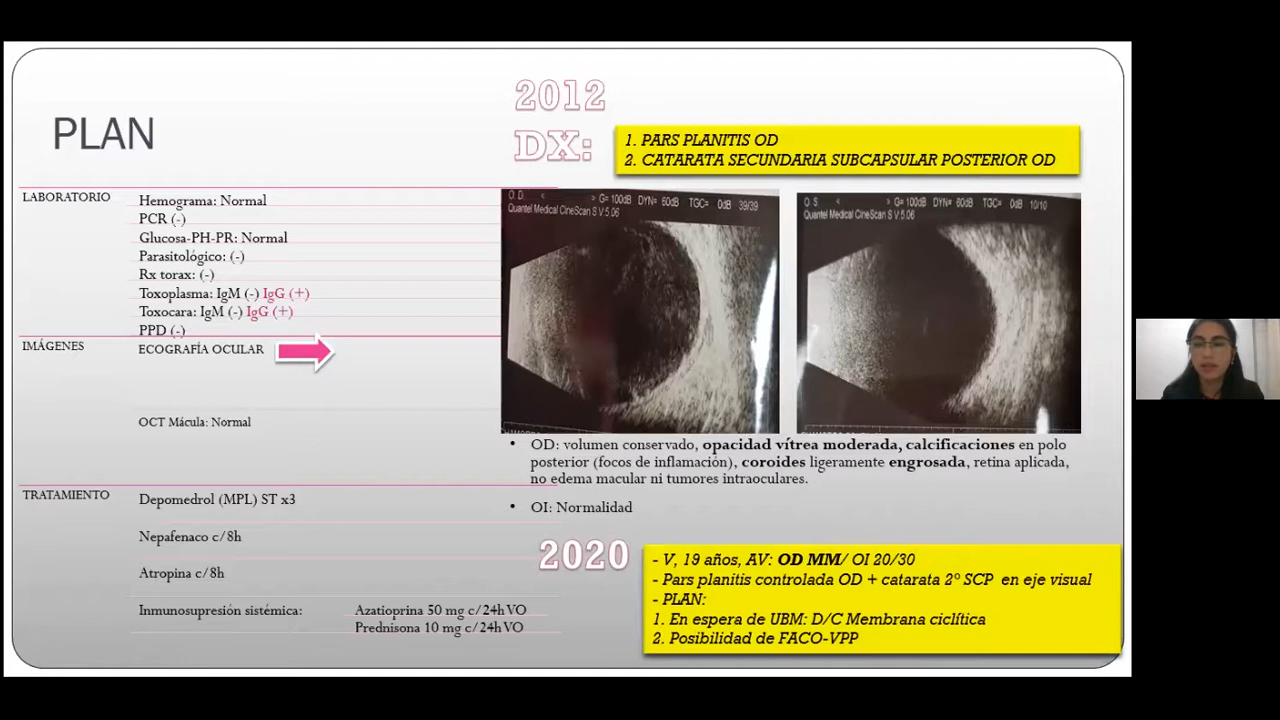 PLAN
2012
DX:
1. PARS PLANITIS OD
2. CATARATA SECUNDARIA SUBCAPSULAR POSTERIOR OD
LABORATORIO
Hemograma: Normal
PCR (-)
Glucosa-PH-PR: Normal
Parasitológico: (-)
Rx torax: (-)
Toxoplasma: IgM (-) IgG (+)
Toxocara: IgM (-) IgG (+)
PPD (-)
IMÁGENES
ECOGRAFÍA OCULAR
OCT Mácula: Normal
TRATAMIENTO
Depomedrol (MPL) ST x3
Nepafenaco c/8h
Atropina c/8h
Inmunosupresión sistémica:
Azatioprina 50 mg c/24h VO
Prednisona 10 mg c/24h VO
O. D. < > G= 100dB DYN= 60dB TGC= 0dB 39/39
Quantel Medical CineScan S V 5.06
O S. < > G= 100dB DYN= 60dB TGC= 0dB 10/10
Quantel Medical CineScan S V 5.06
• OD: volumen conservado, opacidad vítrea moderada, calcificaciones en polo
posterior (focos de inflamación), coroides ligeramente engrosada, retina aplicada,
no edema macular ni tumores intraoculares.
• OI: Normalidad
2020
- V, 19 años, AV: OD MM/ OI 20/30
- Pars planitis controlada OD + catarata 2° SCP en eje visual
- PLAN:
1. En espera de UBM: D/C Membrana ciclítica
2. Posibilidad de FACO-VPP